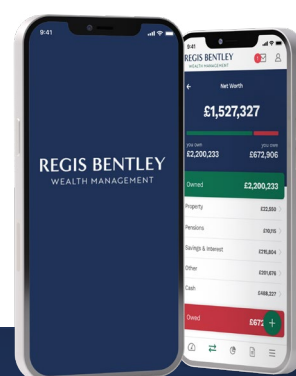 9:41
REGIS BENTLEY
WEALTH MANAGEMENT
9:41
REGIS BENTLEY
WEALTH MANAGEMENT
Net Worth
£1,527,327
you own
you owe
£2,200,233
£672,906
Owned
£2,200,233
Property
Pensions
Savings & Interest
Other
Cash
Owed